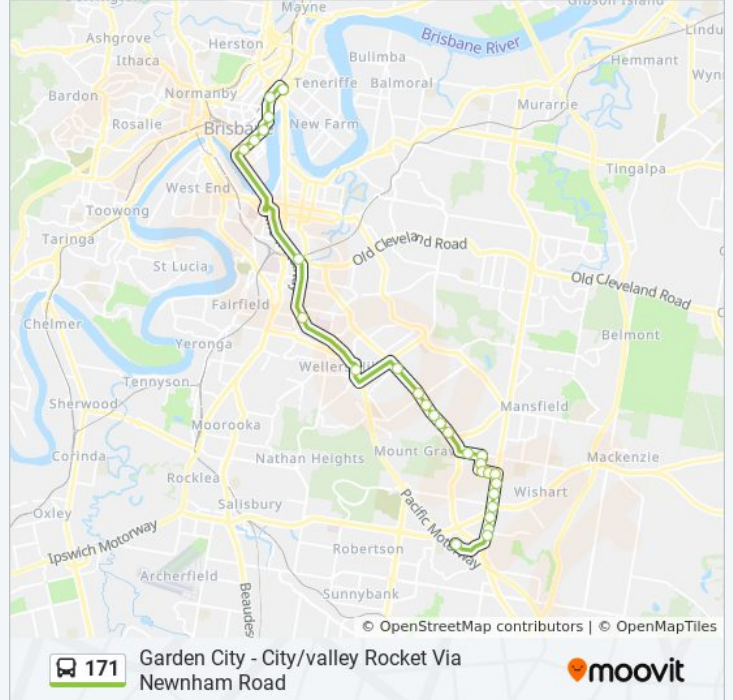 Mayne
Gibson Island
Ashgrove
Herston
Brisbane River
Lindu
Ithaca
Bulimba
Hemmant
Teneriffe
Balmoral
Wynn
Bardon
Normanby
Murarrie
Rosalie
New Farm
Tingalpa
West End
Toowong
Taringa
Old Cleveland Road
St Lucia
Old Cleveland Road
Fairfield
Chelmer
Yeronga
Belmont
Tennyson
Sherwood
Mansfield
Moorooka
Corinda
Nathan Heights
Mount Grav
Mackenzie
Rocklea
Wishart
Salisbury
Pacific Motorway
Oxley
Ipswich Motorway
Robertson
Archerfield
Sunnybank
Beaudes
© OpenStreetMap contributors | © OpenMapTiles
171
Garden City - City/valley Rocket Via
Newnham Road
moovit